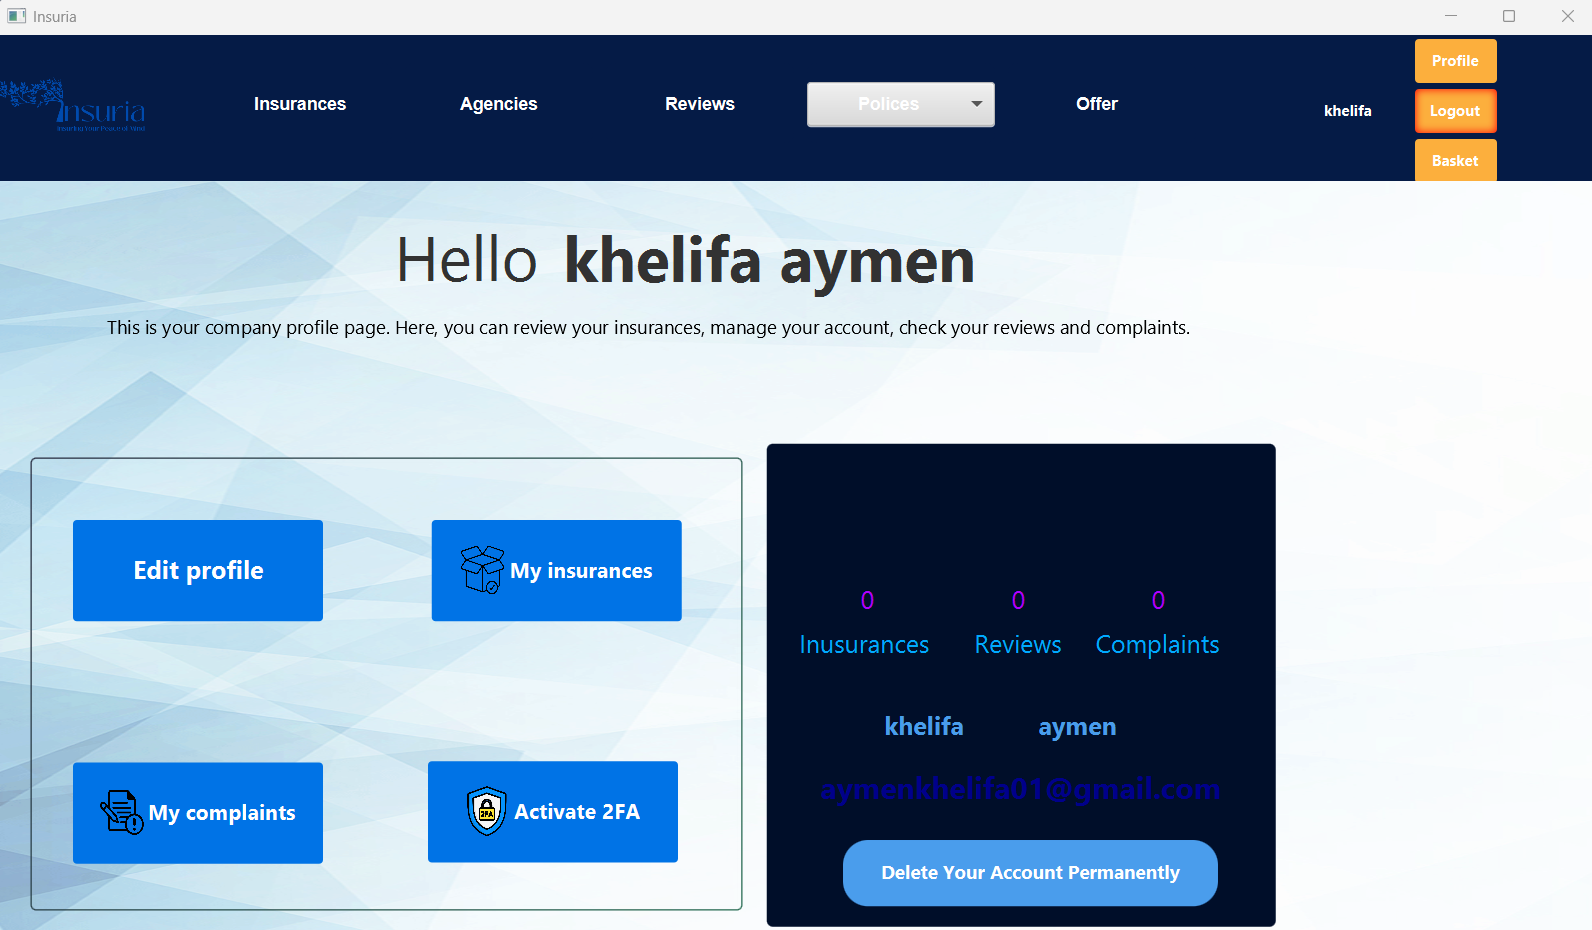 Insuria
Insurances
Agencies
Reviews
Polices
Offer
khelifa
Profile
Logout
Basket
nsuria
Insuring Your Peace of Mind
Hello khelifa aymen
This is your company profile page. Here, you can review your insurances, manage your account, check your reviews and complaints.
Edit profile
My insurances
My complaints
2FA
Activate 2FA
0 0 0
Inusurances Reviews Complaints
khelifa aymen
aymenkhelifa01@gmail.com
Delete Your Account Permanently